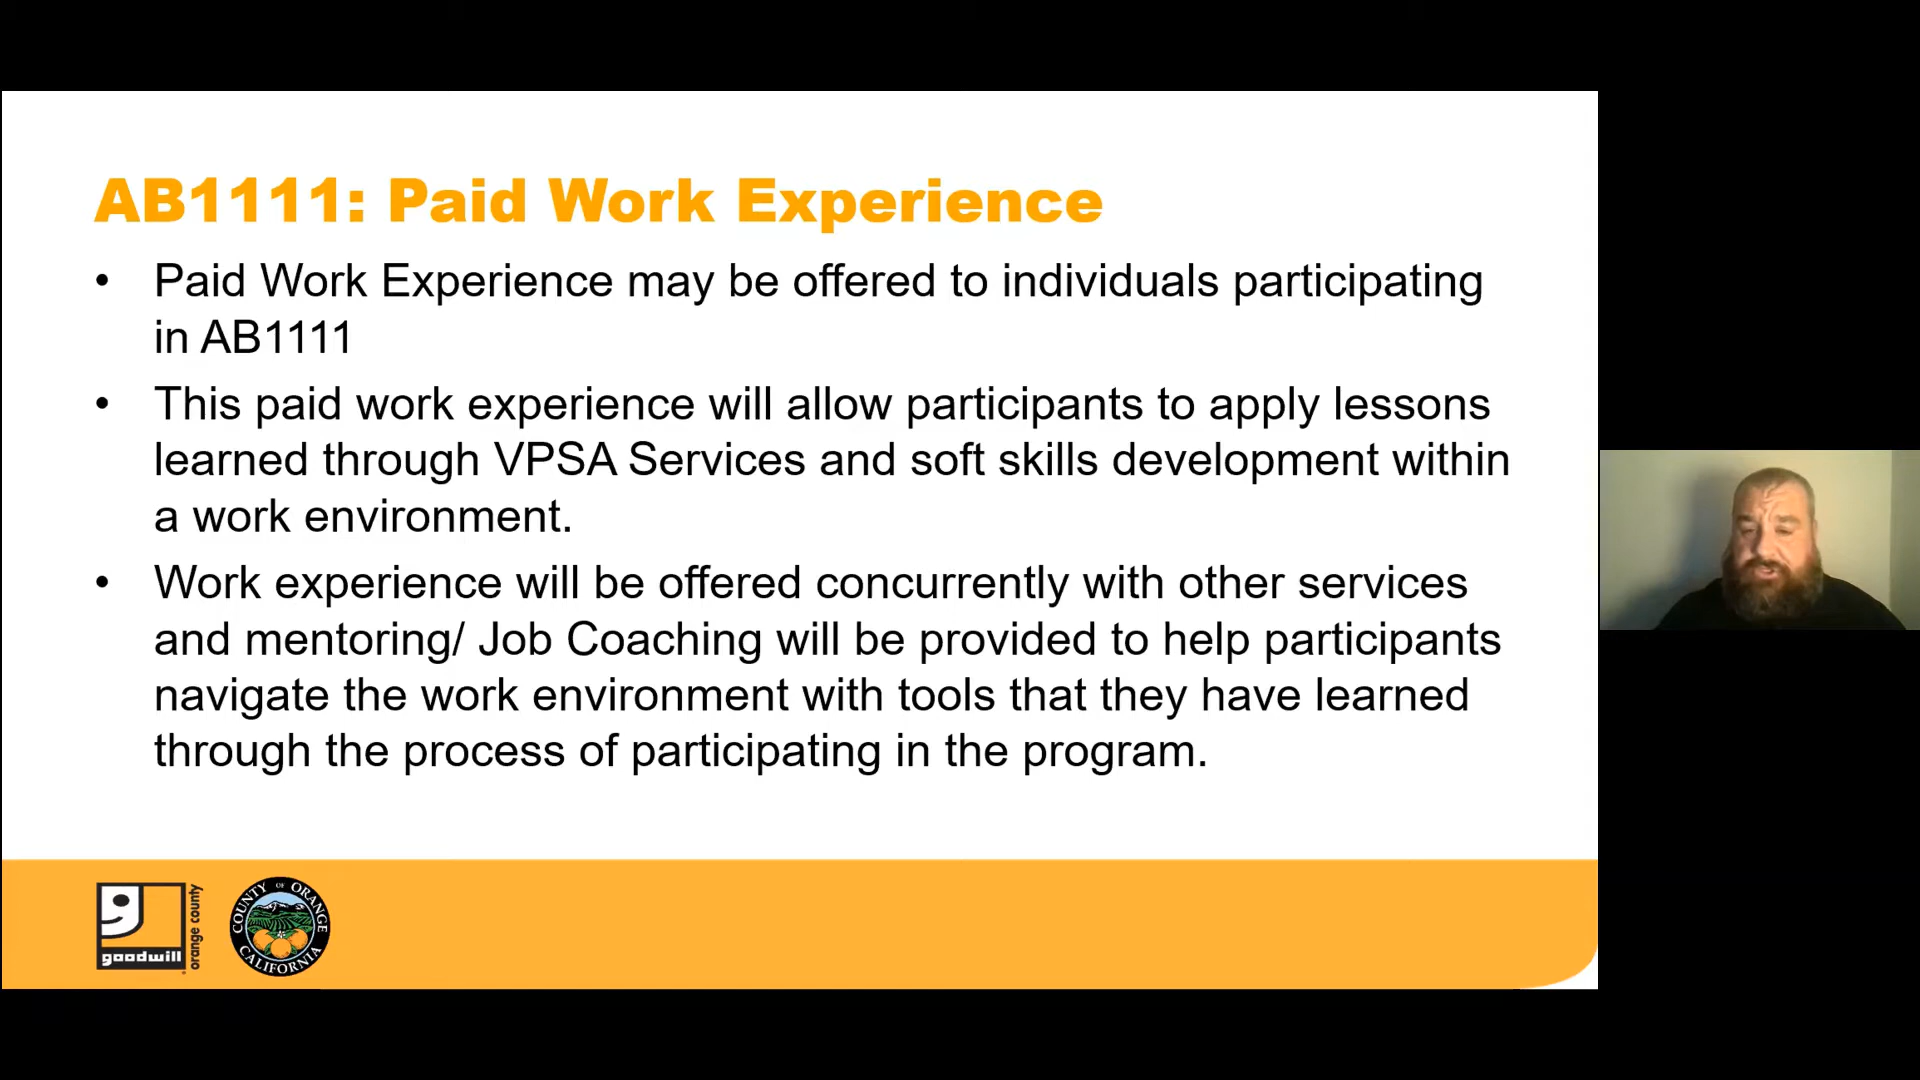 AB1111: Paid Work Experience
• Paid Work Experience may be offered to individuals participating
in AB1111
• This paid work experience will allow participants to apply lessons
learned through VPSA Services and soft skills development within
a work environment.
• Work experience will be offered concurrently with other services
and mentoring/ Job Coaching will be provided to help participants
navigate the work environment with tools that they have learned
through the process of participating in the program.
goodwill
orange county
COUNTY OF ORANGE
CALIFORNIA